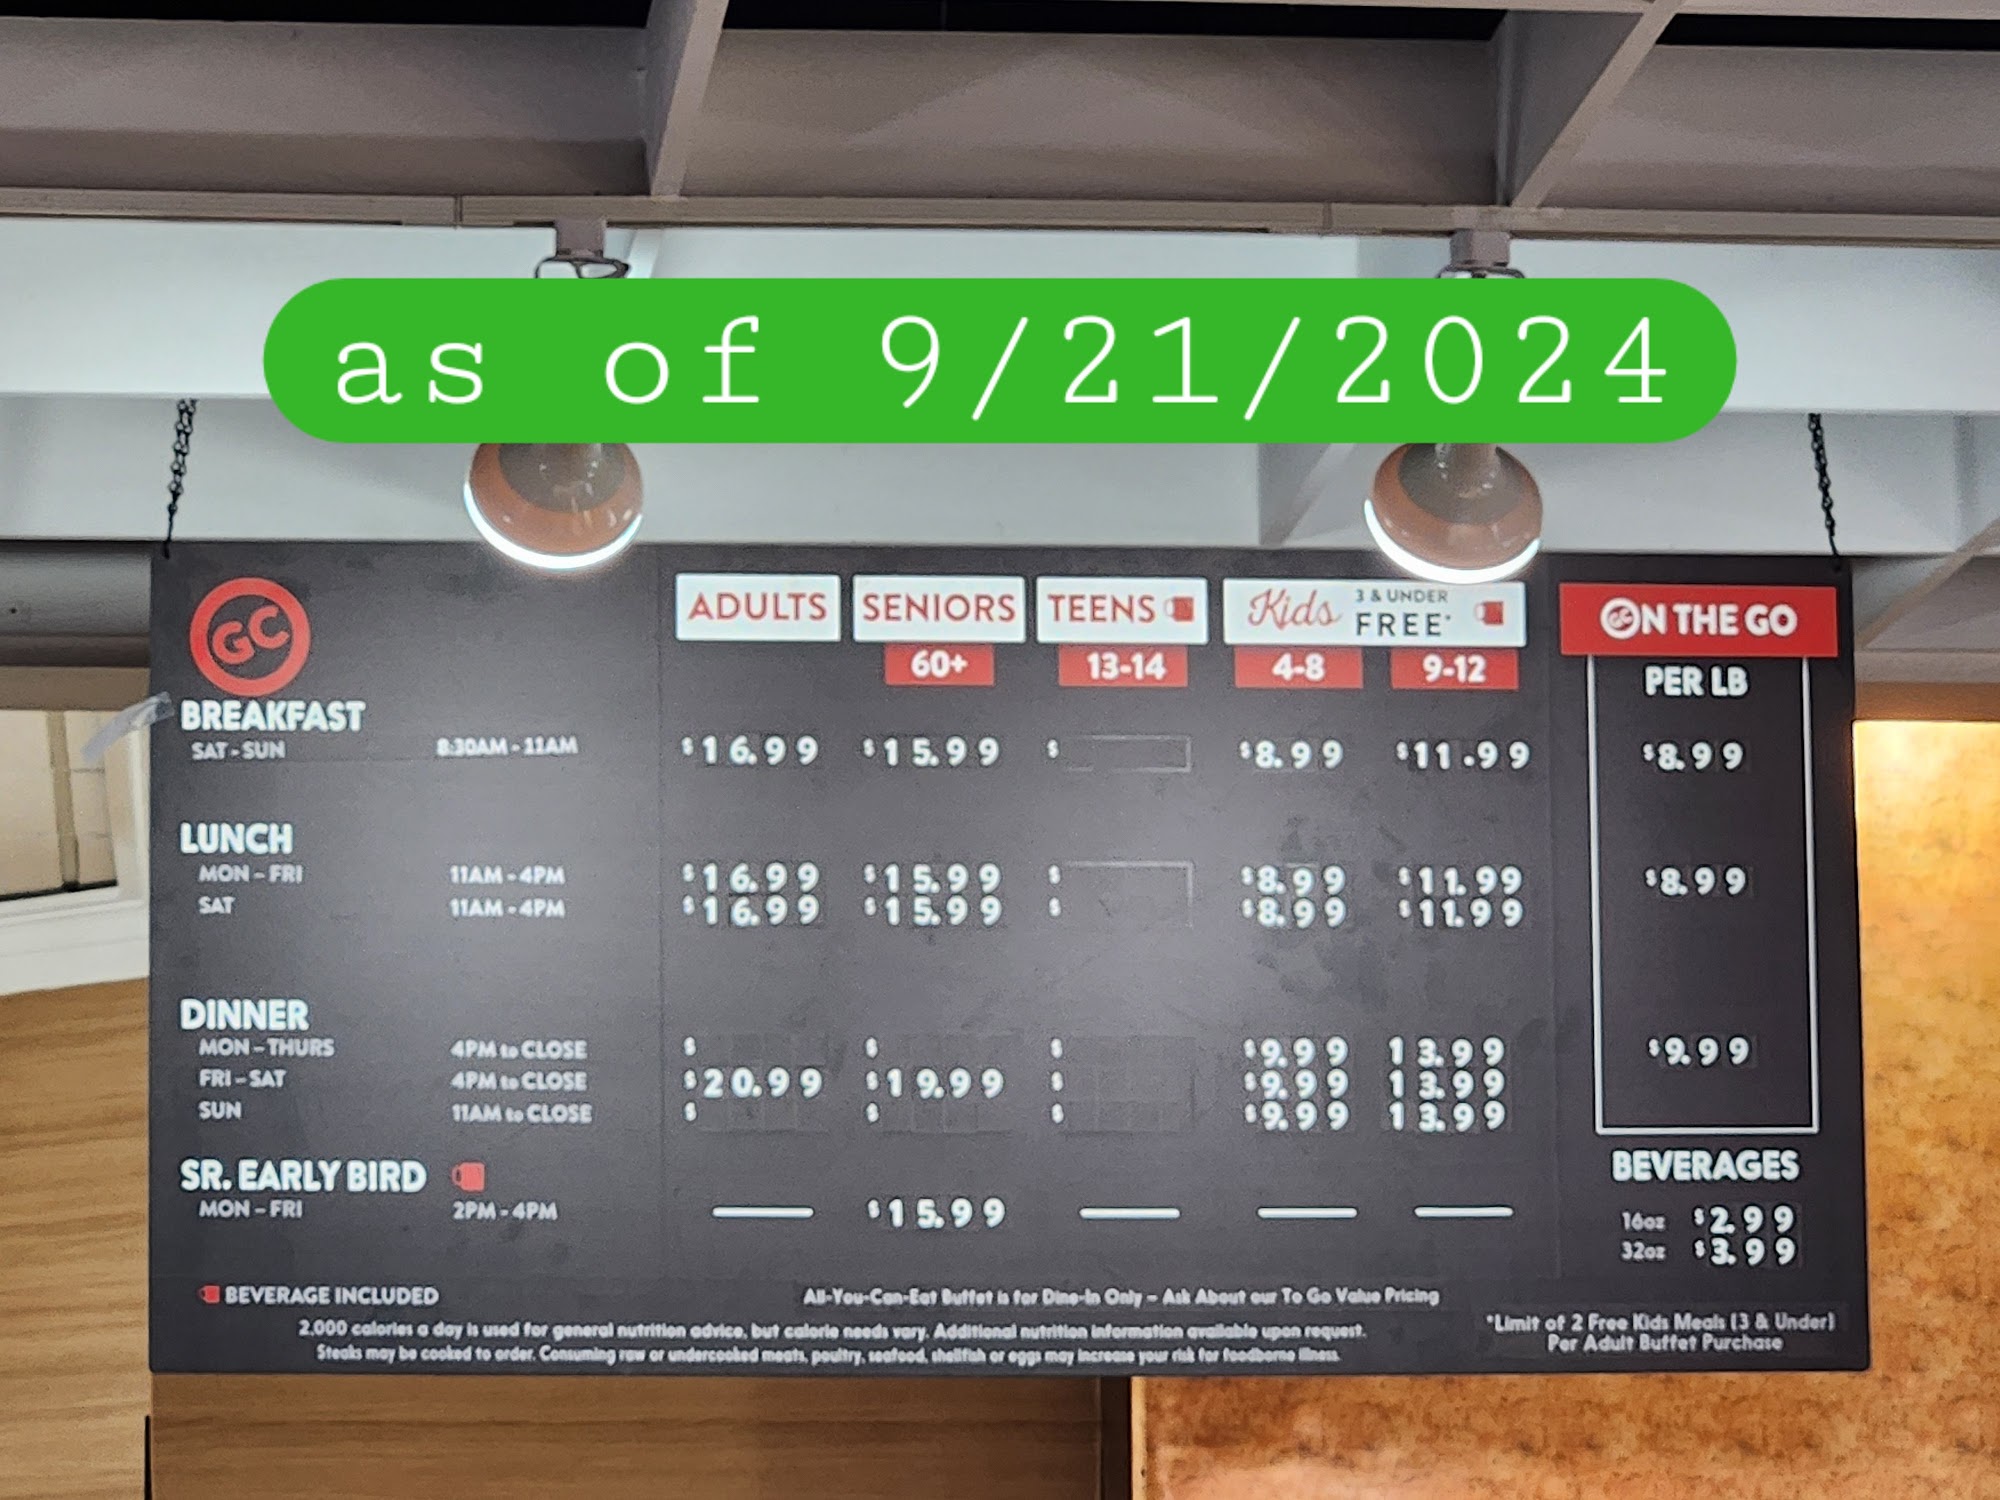 as of 9/21/2024
GC
ADULTS SENIORS TEENS Kids 3 & UNDER FREE* GC ON THE GO
60+ 13-14 4-8 9-12 PER LB
BREAKFAST
SAT - SUN 8:30AM - 11AM $16.99 $15.99 $ $8.99 $11.99 $8.99
LUNCH
MON - FRI 11AM - 4PM $16.99 $15.99 $ $8.99 $11.99 $8.99
SAT 11AM - 4PM $16.99 $15.99 $ $8.99 $11.99
DINNER
MON - THURS 4PM to CLOSE $ $ $ $9.99 13.99 $9.99
FRI - SAT 4PM to CLOSE $20.99 $19.99 $ $9.99 13.99
SUN 11AM to CLOSE $ $ $ $9.99 13.99
SR. EARLY BIRD
MON - FRI 2PM - 4PM $15.99
BEVERAGES
16oz $2.99
32oz $3.99
BEVERAGE INCLUDED
All-You-Can-Eat Buffet is for Dine-In Only – Ask About our To Go Value Pricing
2,000 calories a day is used for general nutrition advice, but calorie needs vary. Additional nutrition information available upon request.
Steaks may be cooked to order. Consuming raw or undercooked meats, poultry, seafood, shellfish or eggs may increase your risk for foodborne illness.
*Limit of 2 Free Kids Meals (3 & Under)
Per Adult Buffet Purchase